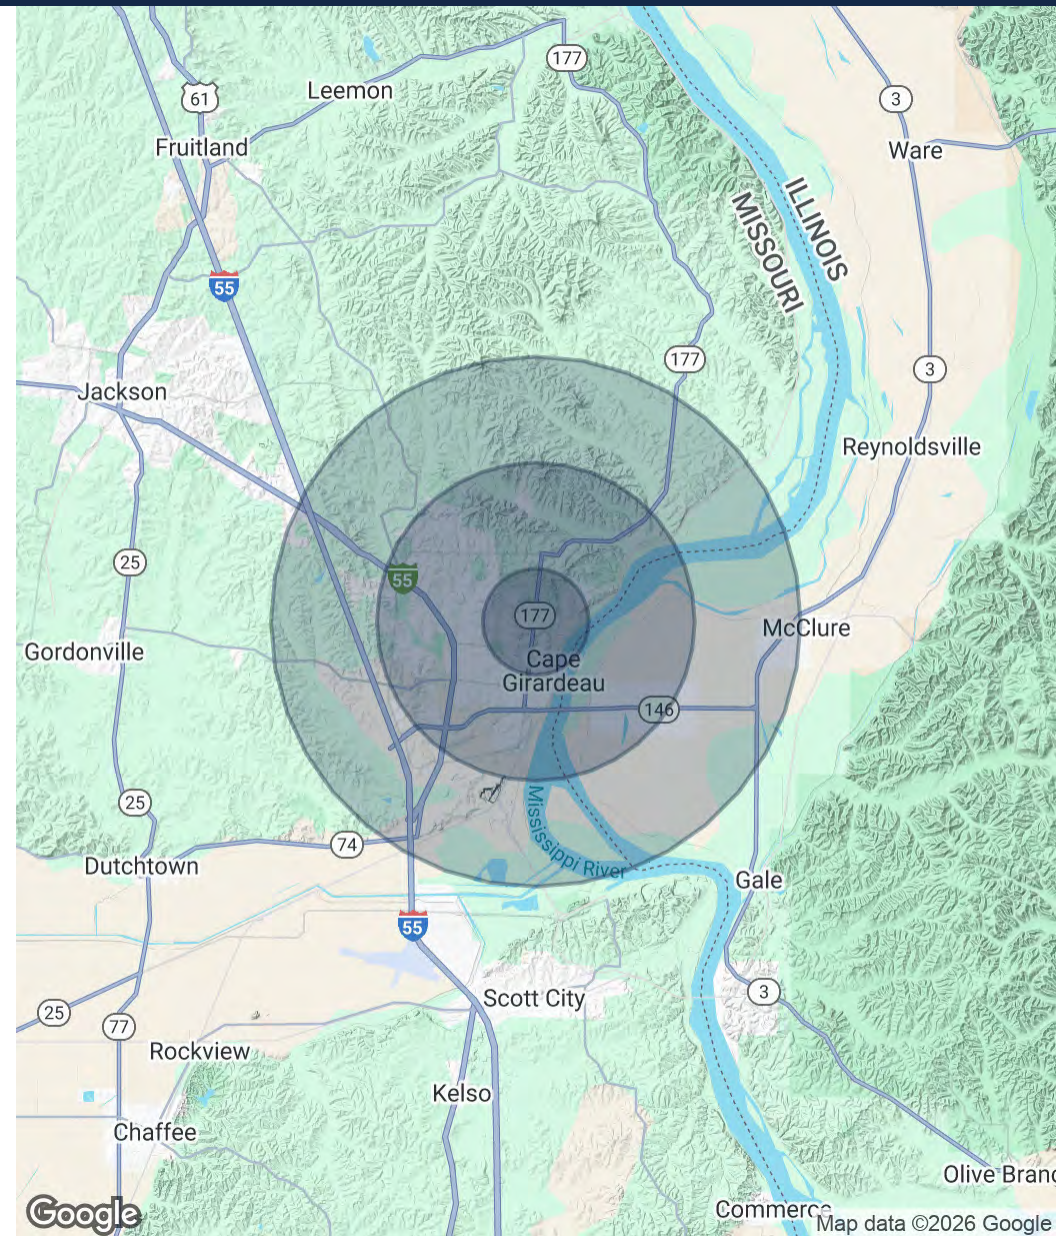 177
Leemon
61
3
Fruitland
Ware
ILLINOIS
MISSOURI
55
177
3
Jackson
Reynoldsville
25
55
177
McClure
Gordonville
Cape
Girardeau
146
25
Mississippi River
74
Dutchtown
Gale
55
3
Scott City
25
77
Rockview
Kelso
Chaffee
Olive Branc
Commerce
Google
Map data ©2026 Google